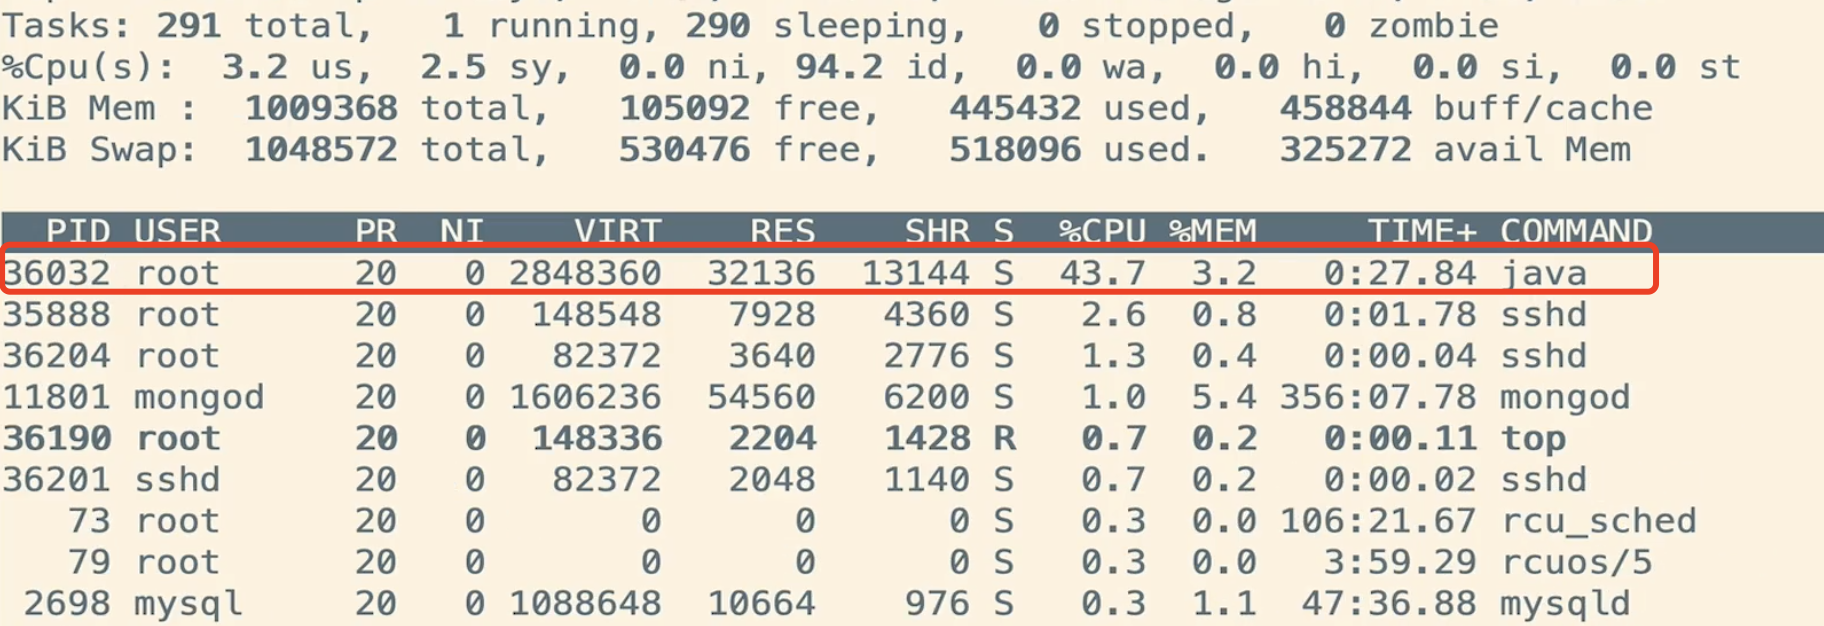 Tasks: 291 total,   1 running, 290 sleeping,   0 stopped,   0 zombie
%Cpu(s):  3.2 us,  2.5 sy,  0.0 ni, 94.2 id,  0.0 wa,  0.0 hi,  0.0 si,  0.0 st
KiB Mem :  1009368 total,   105092 free,   445432 used,   458844 buff/cache
KiB Swap:  1048572 total,   530476 free,   518096 used.   325272 avail Mem
PID USER      PR  NI    VIRT    RES    SHR S  %CPU %MEM     TIME+ COMMAND
36032 root      20   0 2848360  32136  13144 S  43.7  3.2   0:27.84 java
35888 root      20   0  148548   7928   4360 S   2.6  0.8   0:01.78 sshd
36204 root      20   0   82372   3640   2776 S   1.3  0.4   0:00.04 sshd
11801 mongod    20   0 1606236  54560   6200 S   1.0  5.4 356:07.78 mongod
36190 root      20   0  148336   2204   1428 R   0.7  0.2   0:00.11 top
36201 sshd      20   0   82372   2048   1140 S   0.7  0.2   0:00.02 sshd
73 root      20   0       0      0      0 S   0.3  0.0 106:21.67 rcu_sched
79 root      20   0       0      0      0 S   0.3  0.0   3:59.29 rcuos/5
2698 mysql     20   0 1088648  10664    976 S   0.3  1.1  47:36.88 mysqld